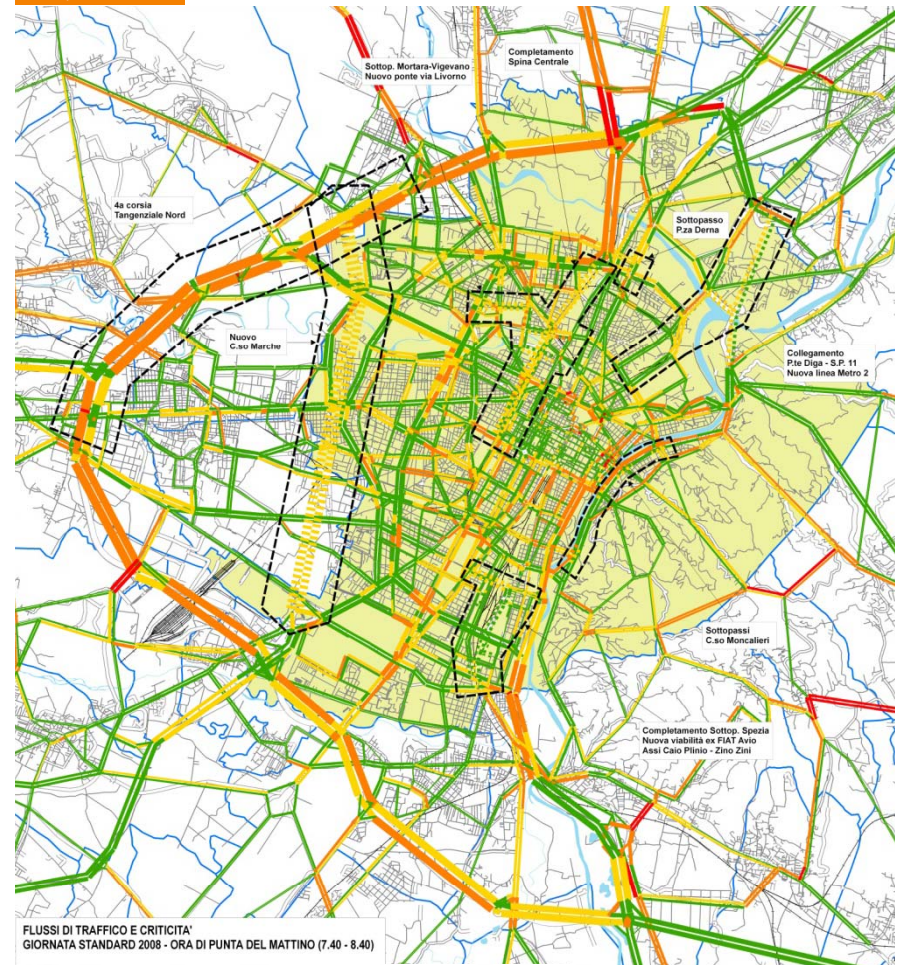 Completamento
Spina Centrale
Sottop. Mortara-Vigevano
Nuovo ponte via Livorno
4a corsia
Tangenziale Nord
Sottopasso
P.za Derna
Nuovo
C.so Marche
Collegamento
P.te Diga - S.P. 11
Nuova linea Metro 2
Sottopassi
C.so Moncalieri
Completamento Sottop. Spezia
Nuova viabilità ex FIAT Avio
Assi Caio Plinio - Zino Zini
FLUSSI DI TRAFFICO E CRITICITA'
GIORNATA STANDARD 2008 - ORA DI PUNTA DEL MATTINO (7.40 - 8.40)